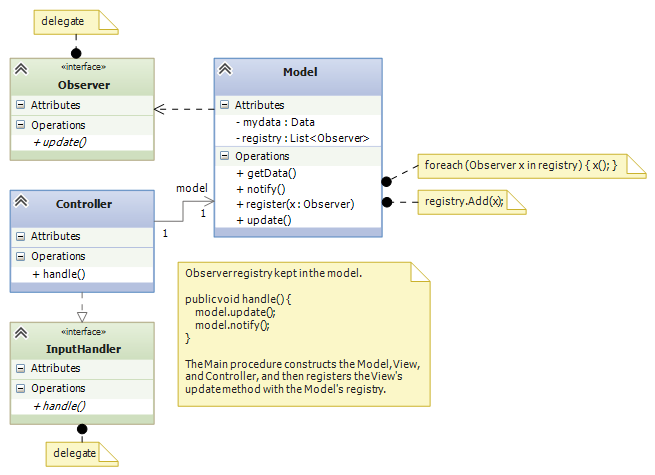 delegate
«interface»
Observer
Attributes
Operations
+ update()
Model
Attributes
- mydata : Data
- registry : List<Observer>
Operations
+ getData()
+ notify()
+ register(x : Observer)
+ update()
foreach (Observer x in registry) { x(); }
registry.Add(x);
Controller
Attributes
Operations
+ handle()
model
1
1
«interface»
InputHandler
Attributes
Operations
+ handle()
delegate
Observer registry kept in the model.
public void handle() {
model.update();
model.notify();
}
The Main procedure constructs the Model, View,
and Controller, and then registers the View's
update method with the Model's registry.